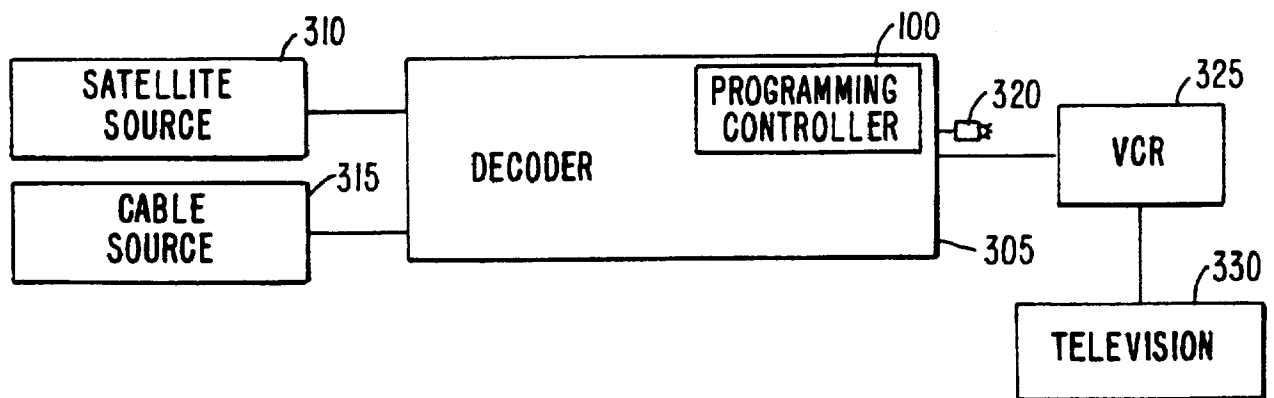 310
SATELLITE
SOURCE
315
CABLE
SOURCE
100
PROGRAMMING
CONTROLLER
DECODER
320
305
325
VCR
330
TELEVISION